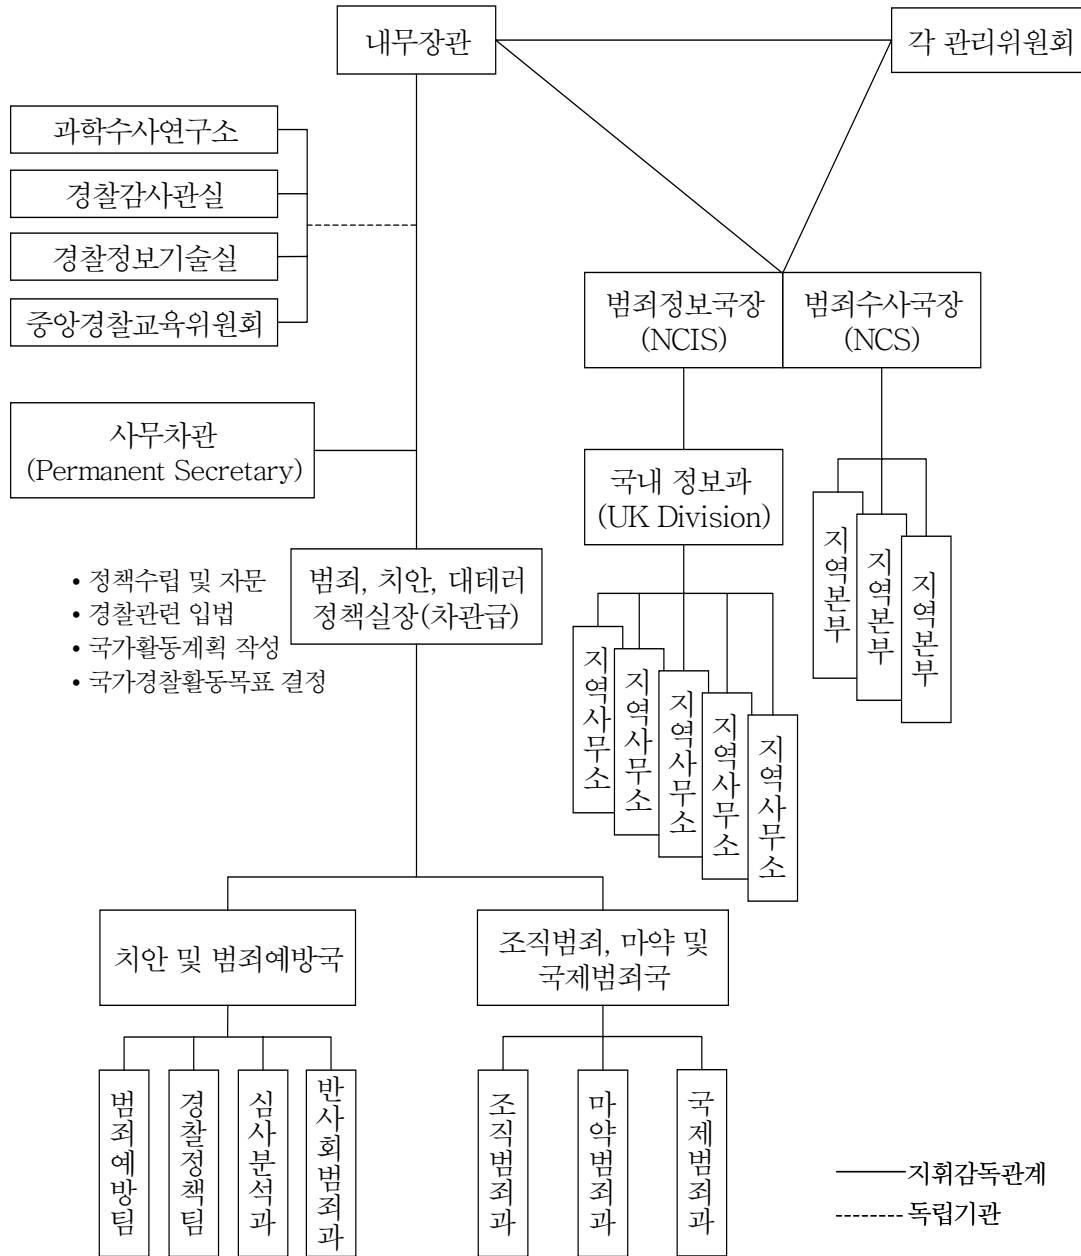 내무장관
각 관리위원회
과학수사연구소
경찰감사관실
경찰정보기술실
중앙경찰교육위원회
범죄정보국장
(NCIS)
범죄수사국장
(NCS)
사무차관
(Permanent Secretary)
국내 정보과
(UK Division)
지역본부
지역본부
지역본부
• 정책수립 및 자문
• 경찰관련 입법
• 국가활동계획 작성
• 국가경찰활동목표 결정
범죄, 치안, 대테러
정책실장(차관급)
지역사무소
지역사무소
지역사무소
지역사무소
지역사무소
치안 및 범죄예방국
조직범죄, 마약 및
국제범죄국
범죄예방팀
경찰정책팀
심사분석과
반사회범죄과
조직범죄과
마약범죄과
국제범죄과
지휘감독관계
독립기관